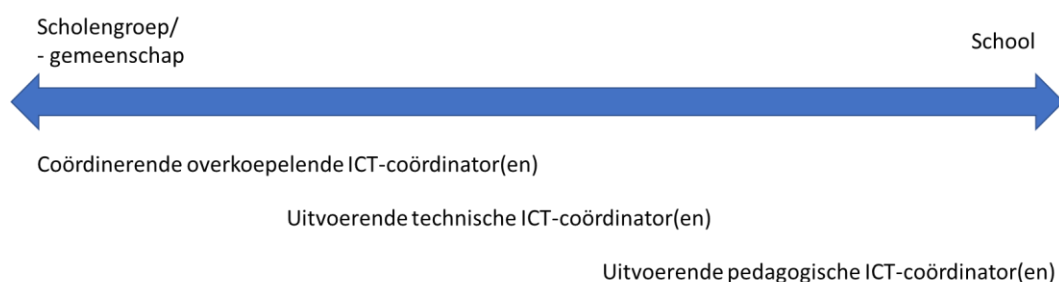 Scholengroep/
- gemeenschap
School
Coördinerende overkoepelende ICT-coördinator(en)
Uitvoerende technische ICT-coördinator(en)
Uitvoerende pedagogische ICT-coördinator(en)